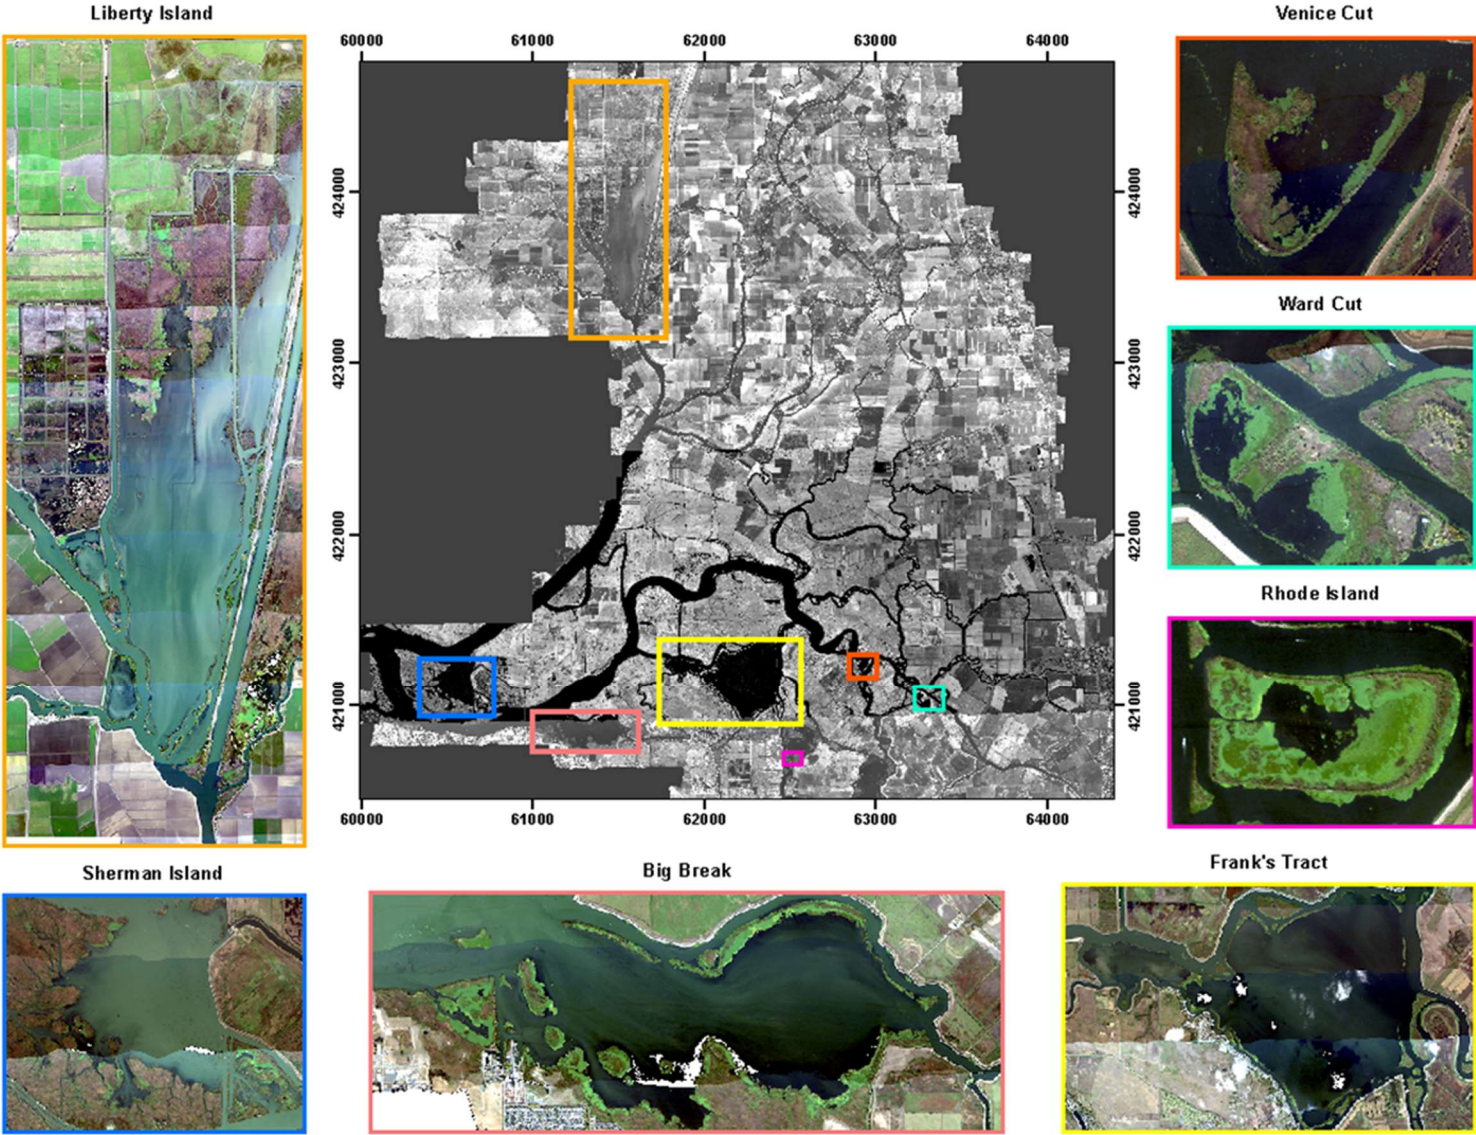 Liberty Island
Venice Cut
60000 61000 62000 63000 64000
424000 424000
Ward Cut
423000 423000
422000 422000
Rhode Island
421000 421000
60000 61000 62000 63000 64000
Sherman Island
Big Break
Frank's Tract